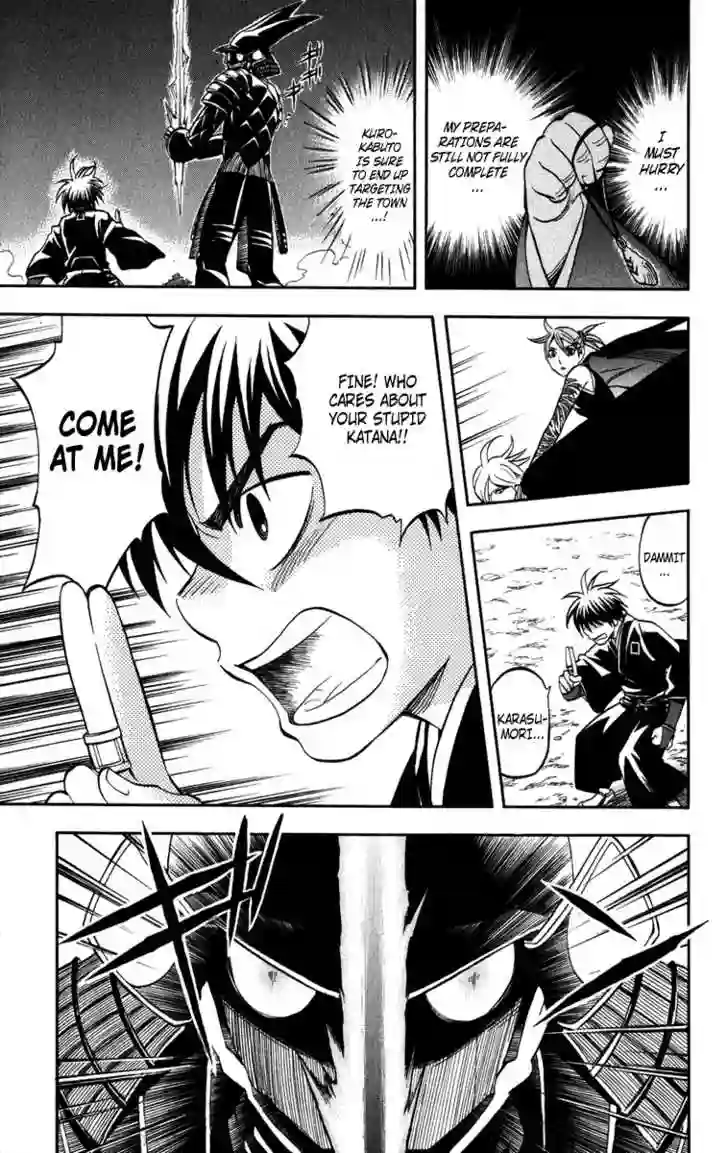 I
MUST
HURRY
...
MY PREPA-
RATIONS ARE
STILL NOT FULLY
COMPLETE
...
KURO-
KABUTO
IS SURE
TO END UP
TARGETING
THE TOWN
...!
DAMMIT
...
KARASU-
MORI...
FINE! WHO
CARES ABOUT
YOUR STUPID
KATANA!!
COME
AT ME!